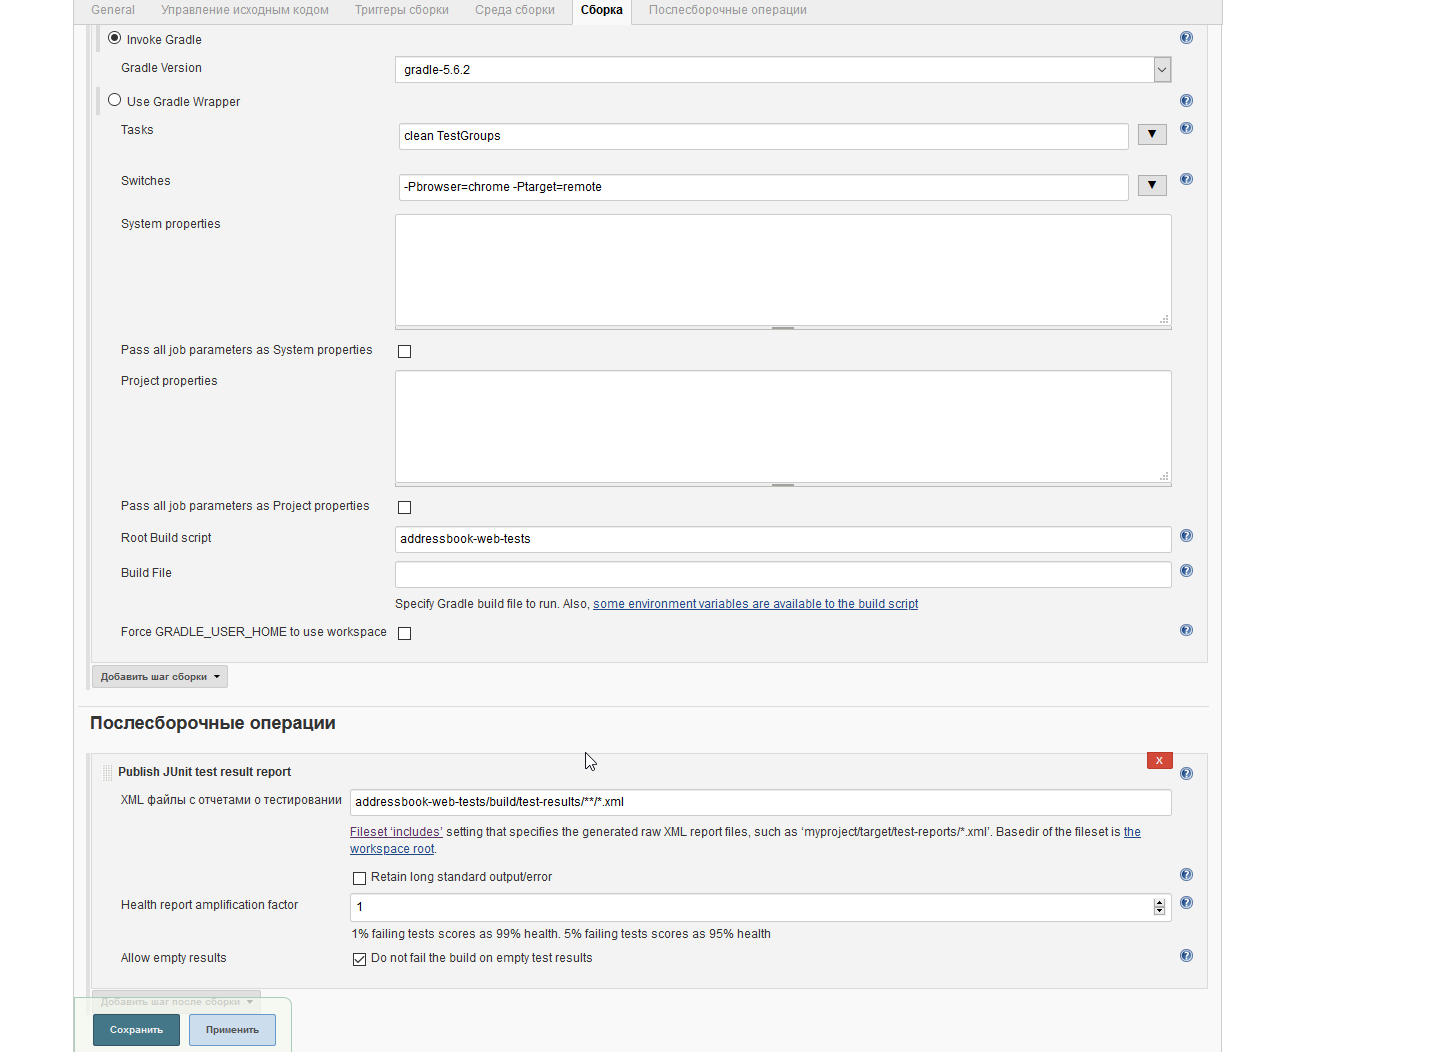 General Управление исходным кодом Триггеры сборки Среда сборки Сборка Послесборочные операции
Invoke Gradle
Gradle Version gradle-5.6.2
Use Gradle Wrapper
Tasks clean TestGroups ▼
Switches -Pbrowser=chrome -Ptarget=remote ▼
System properties
Pass all job parameters as System properties
Project properties
Pass all job parameters as Project properties
Root Build script addressbook-web-tests
Build File
Specify Gradle build file to run. Also, some environment variables are available to the build script
Force GRADLE_USER_HOME to use workspace
Добавить шаг сборки
Послесборочные операции
X
Publish JUnit test result report
XML файлы с отчетами о тестировании addressbook-web-tests/build/test-results/**/*.xml
Fileset ‘includes’ setting that specifies the generated raw XML report files, such as ‘myproject/target/test-reports/*.xml’. Basedir of the fileset is the
workspace root.
Retain long standard output/error
Health report amplification factor 1
1% failing tests scores as 99% health. 5% failing tests scores as 95% health
Allow empty results Do not fail the build on empty test results
Добавить шаг после сборки
Сохранить Применить